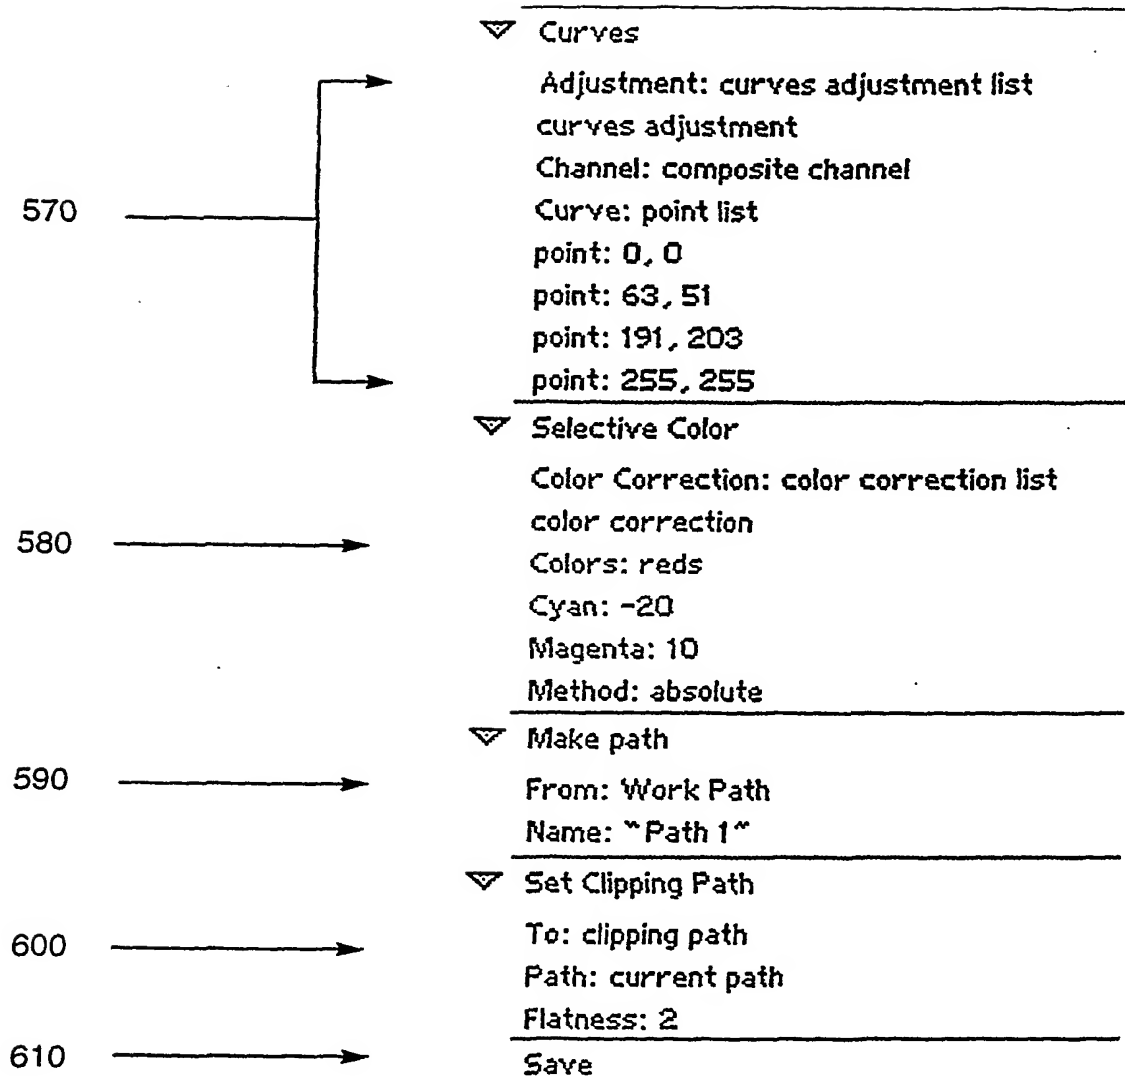 Curves
Adjustment: curves adjustment list
curves adjustment
Channel: composite channel
570
Curve: point list
point: 0, 0
point: 63, 51
point: 191, 203
point: 255, 255
Selective Color
Color Correction: color correction list
color correction
580
Colors: reds
Cyan: -20
Magenta: 10
Method: absolute
Make path
590
From: Work Path
Name: "Path 1"
Set Clipping Path
600
To: clipping path
Path: current path
Flatness: 2
610
Save